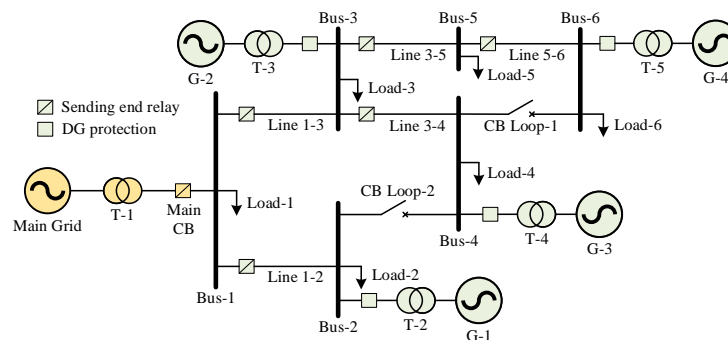 Bus-3
Bus-5
Bus-6
G-2
T-3
Line 3-5
Line 5-6
T-5
G-4
Load-3
Load-5
Sending end relay
DG protection
Line 1-3
Line 3-4
CB Loop-1
Load-6
Load-4
CB Loop-2
Main Grid
T-1
Main
CB
Load-1
Bus-4
T-4
G-3
Line 1-2
Load-2
Bus-1
Bus-2
T-2
G-1